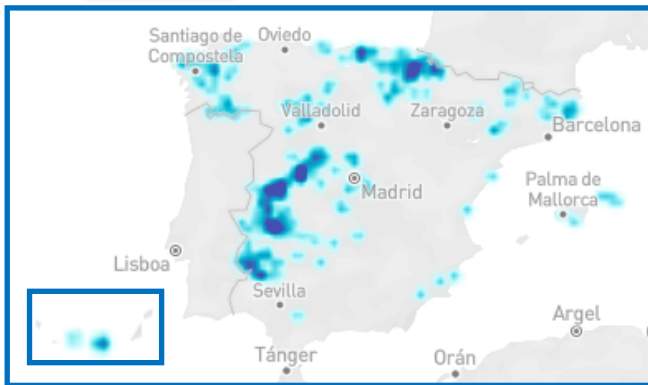 Santiago de
Compostela
Oviedo
Valladolid
Zaragoza
Barcelona
Madrid
Palma de
Mallorca
Lisboa
Sevilla
Argel
Tánger
Orán